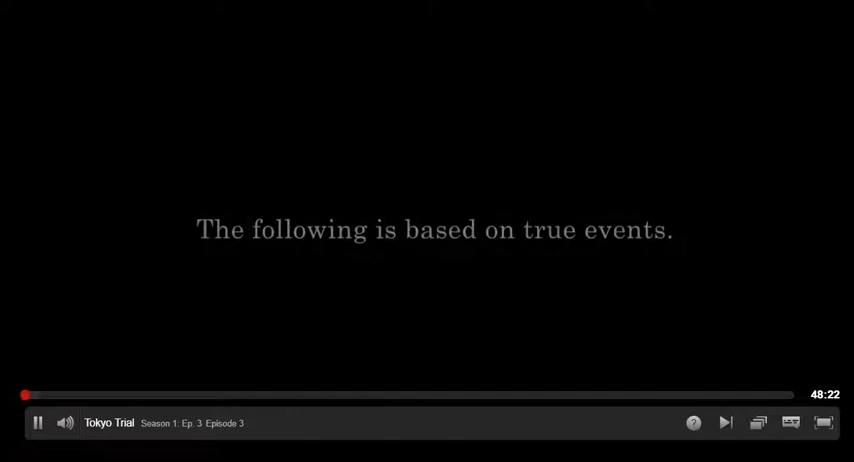 The following is based on true events.
48:22
Tokyo Trial Season 1: Ep. 3 Episode 3
?